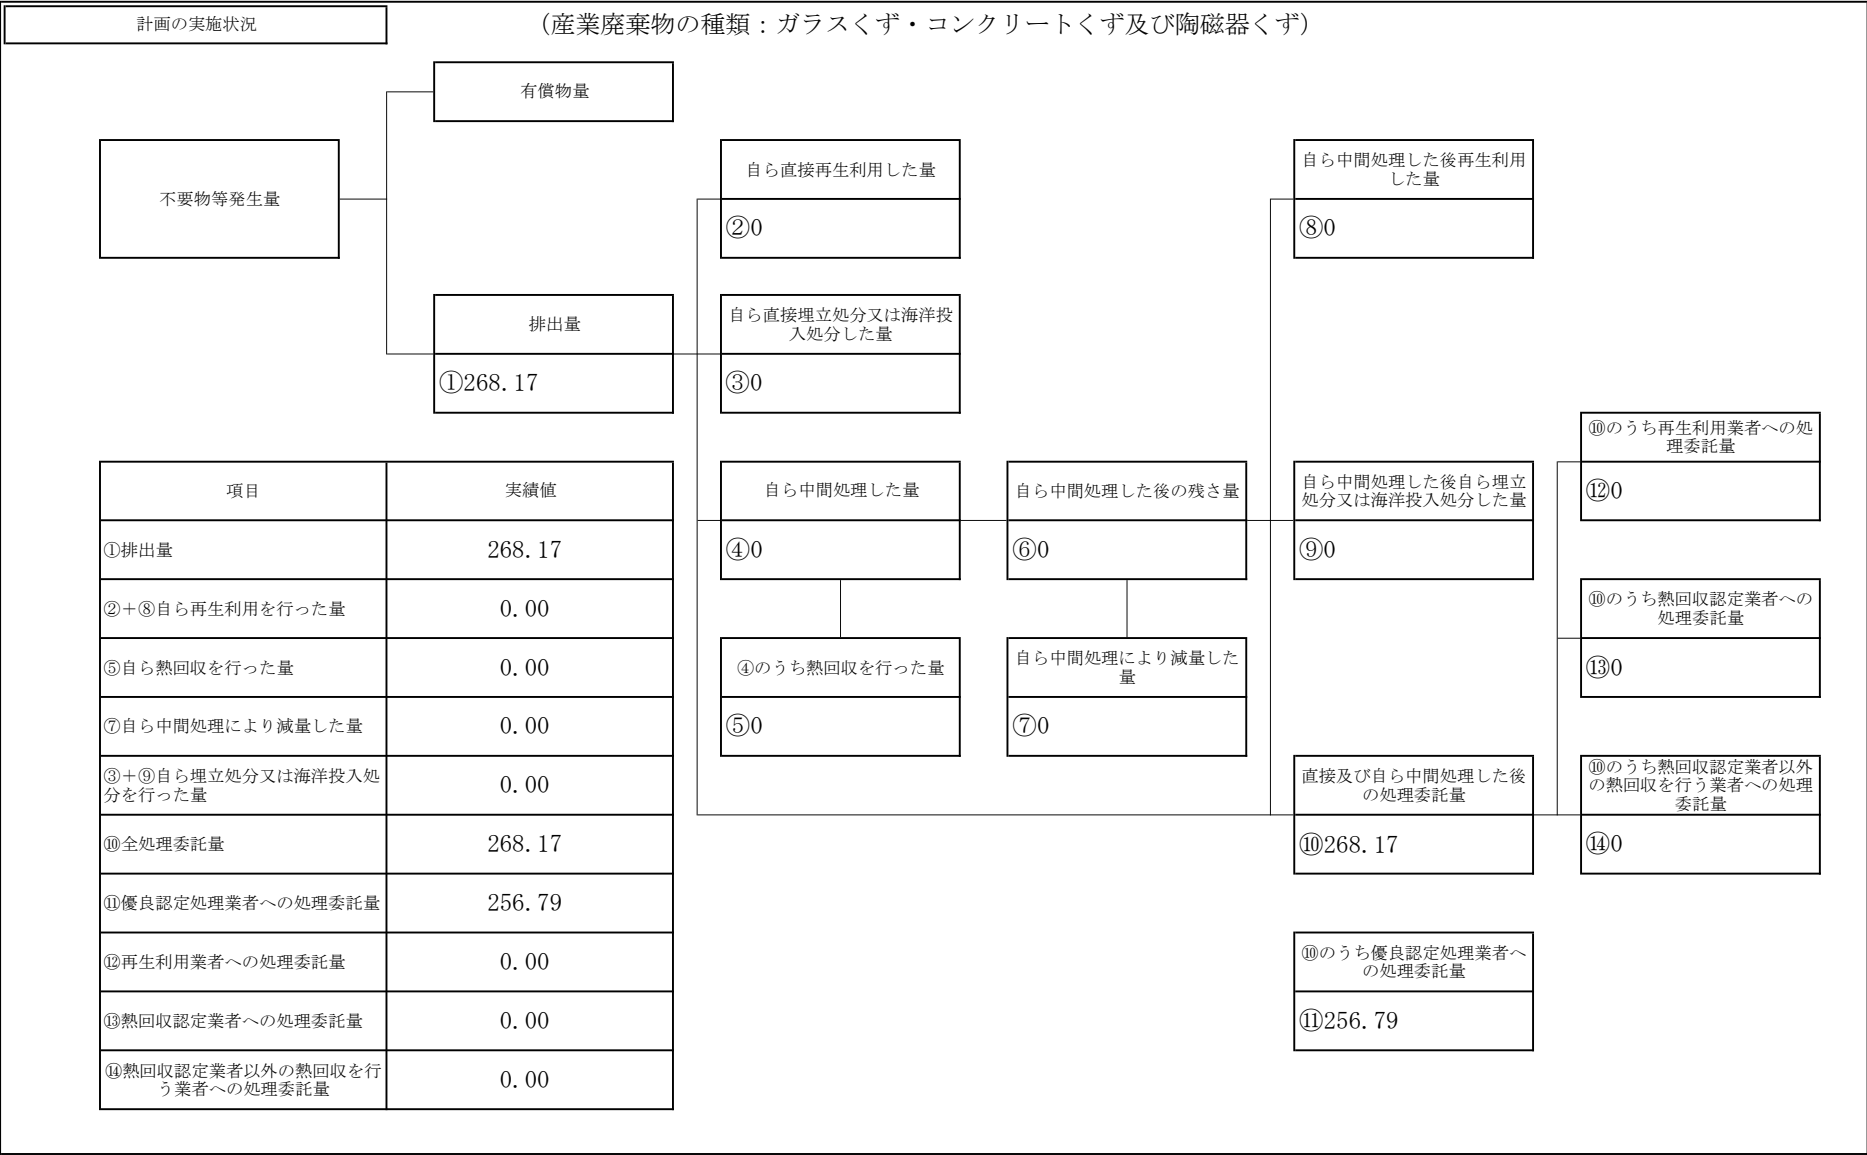 計画の実施状況
（産業廃棄物の種類：ガラスくず・コンクリートくず及び陶磁器くず）
有償物量
不要物等発生量
自ら直接再生利用した量
②0
自ら中間処理した後再生利用
した量
⑧0
排出量
①268.17
自ら直接埋立処分又は海洋投
入処分した量
③0
⑩のうち再生利用業者への処
理委託量
⑫0
自ら中間処理した量
④0
自ら中間処理した後の残さ量
⑥0
自ら中間処理した後自ら埋立
処分又は海洋投入処分した量
⑨0
⑩のうち熱回収認定業者への
処理委託量
⑬0
④のうち熱回収を行った量
⑤0
自ら中間処理により減量した
量
⑦0
直接及び自ら中間処理した後
の処理委託量
⑩268.17
⑩のうち熱回収認定業者以外
の熱回収を行う業者への処理
委託量
⑭0
⑩のうち優良認定処理業者へ
の処理委託量
⑪256.79
項目 実績値
①排出量 268.17
②＋⑧自ら再生利用を行った量 0.00
⑤自ら熱回収を行った量 0.00
⑦自ら中間処理により減量した量 0.00
③＋⑨自ら埋立処分又は海洋投入処
分を行った量 0.00
⑩全処理委託量 268.17
⑪優良認定処理業者への処理委託量 256.79
⑫再生利用業者への処理委託量 0.00
⑬熱回収認定業者への処理委託量 0.00
⑭熱回収認定業者以外の熱回収を行
う業者への処理委託量 0.00